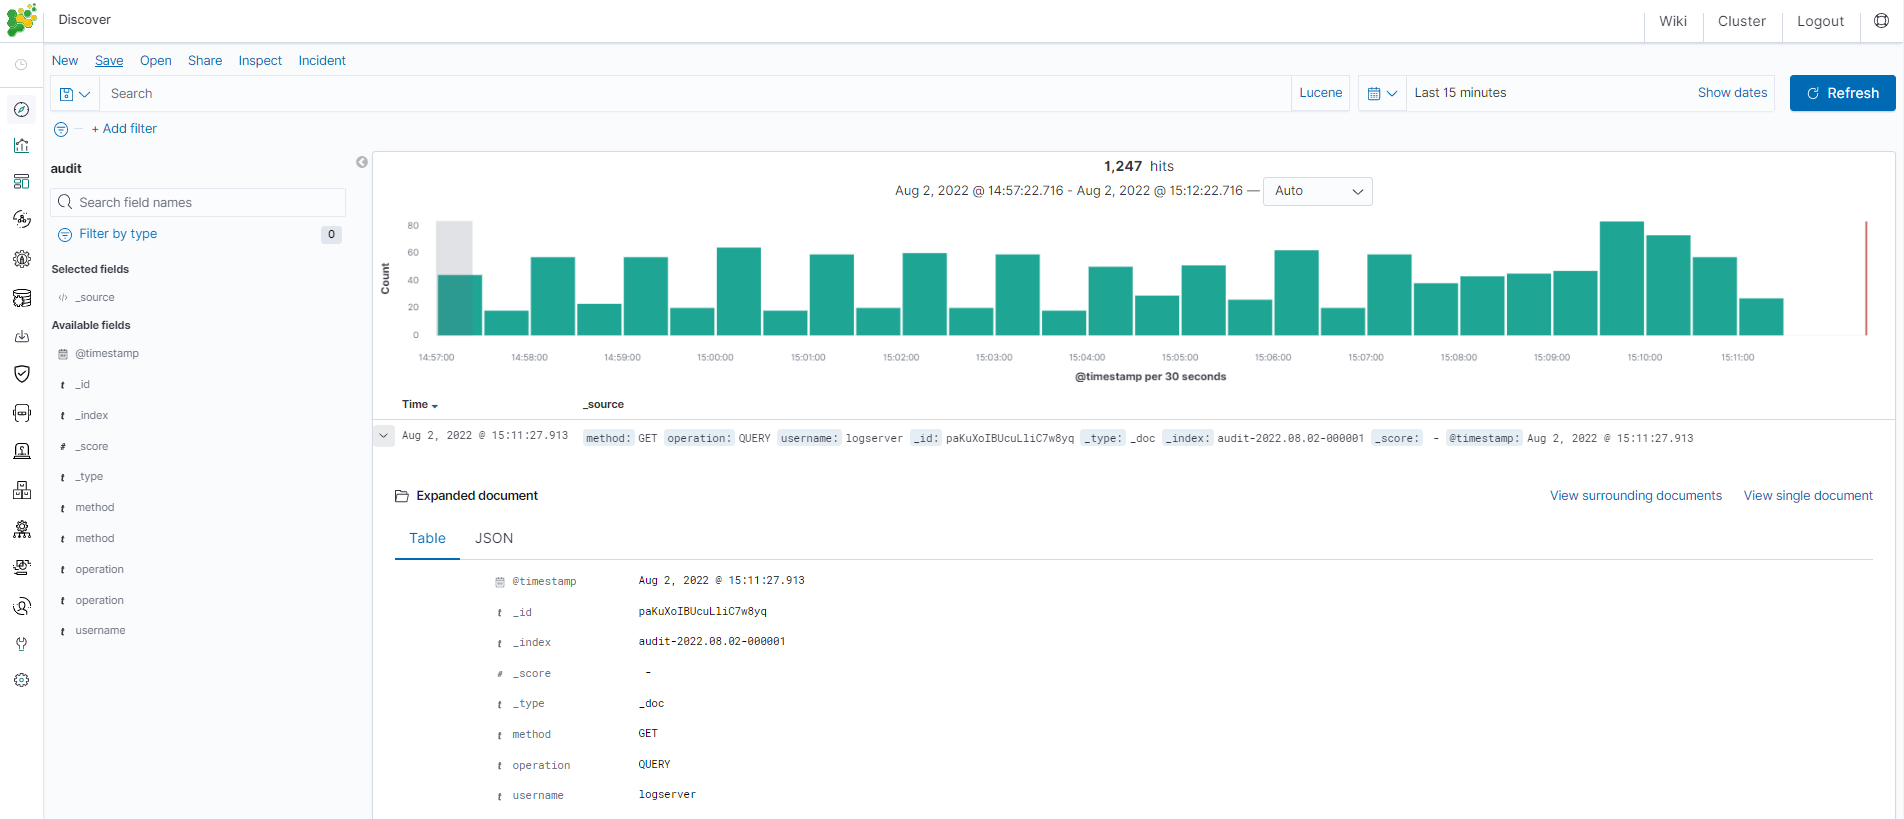 Discover Wiki Cluster Logout
New Save Open Share Inspect Incident
Search Lucene Last 15 minutes Show dates Refresh
+ Add filter
audit
Search field names
Filter by type 0
Selected fields
_source
Available fields
@timestamp
t _id
t _index
# _score
t _type
t method
t method
t operation
t operation
t username
1,247 hits
Aug 2, 2022 @ 14:57:22.716 - Aug 2, 2022 @ 15:12:22.716 — Auto
Count
80
60
40
20
0
14:57:00 14:58:00 14:59:00 15:00:00 15:01:00 15:02:00 15:03:00 15:04:00 15:05:00 15:06:00 15:07:00 15:08:00 15:09:00 15:10:00 15:11:00
@timestamp per 30 seconds
Time _source
Aug 2, 2022 @ 15:11:27.913 method: GET operation: QUERY username: logserver _id: paKuXoIBUcuLliC7w8yq _type: _doc _index: audit-2022.08.02-000001 _score: - @timestamp: Aug 2, 2022 @ 15:11:27.913
Expanded document View surrounding documents View single document
Table JSON
@timestamp Aug 2, 2022 @ 15:11:27.913
t _id paKuXoIBUcuLliC7w8yq
t _index audit-2022.08.02-000001
# _score -
t _type _doc
t method GET
t operation QUERY
t username logserver